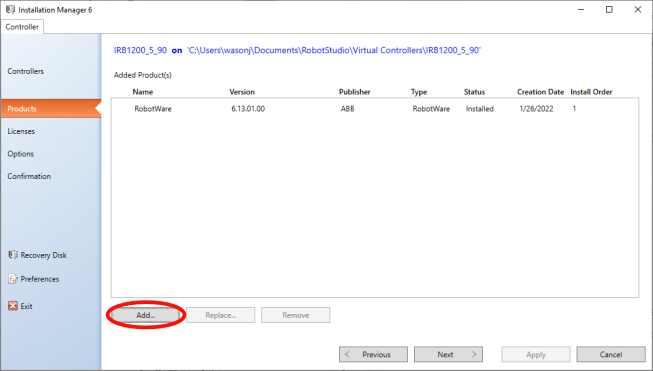 Installation Manager 6
Controller
IRB1200_5_90 on 'C:\Users\wasonj\Documents\RobotStudio\Virtual Controllers\IRB1200_5_90'
Controllers
Added Product(s)
Name Version Publisher Type Status Creation Date Install Order
Products
RobotWare 6.13.01.00 ABB RobotWare Installed 1/26/2022 1
Licenses
Options
Confirmation
Recovery Disk
Preferences
Exit
Add... Replace... Remove
< Previous Next > Apply Cancel